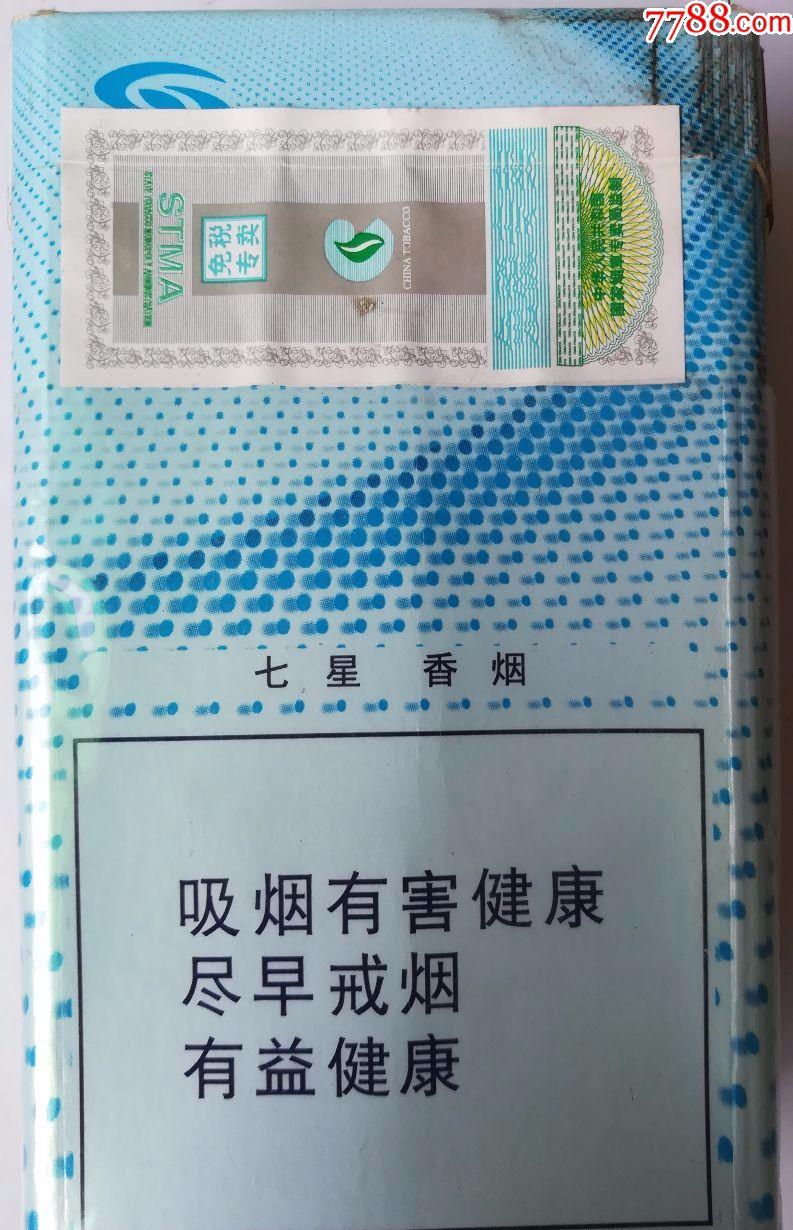 7788.com
STMA
免税
专卖
CHINA TOBACCO
七星 香烟
吸烟有害健康
尽早戒烟
有益健康